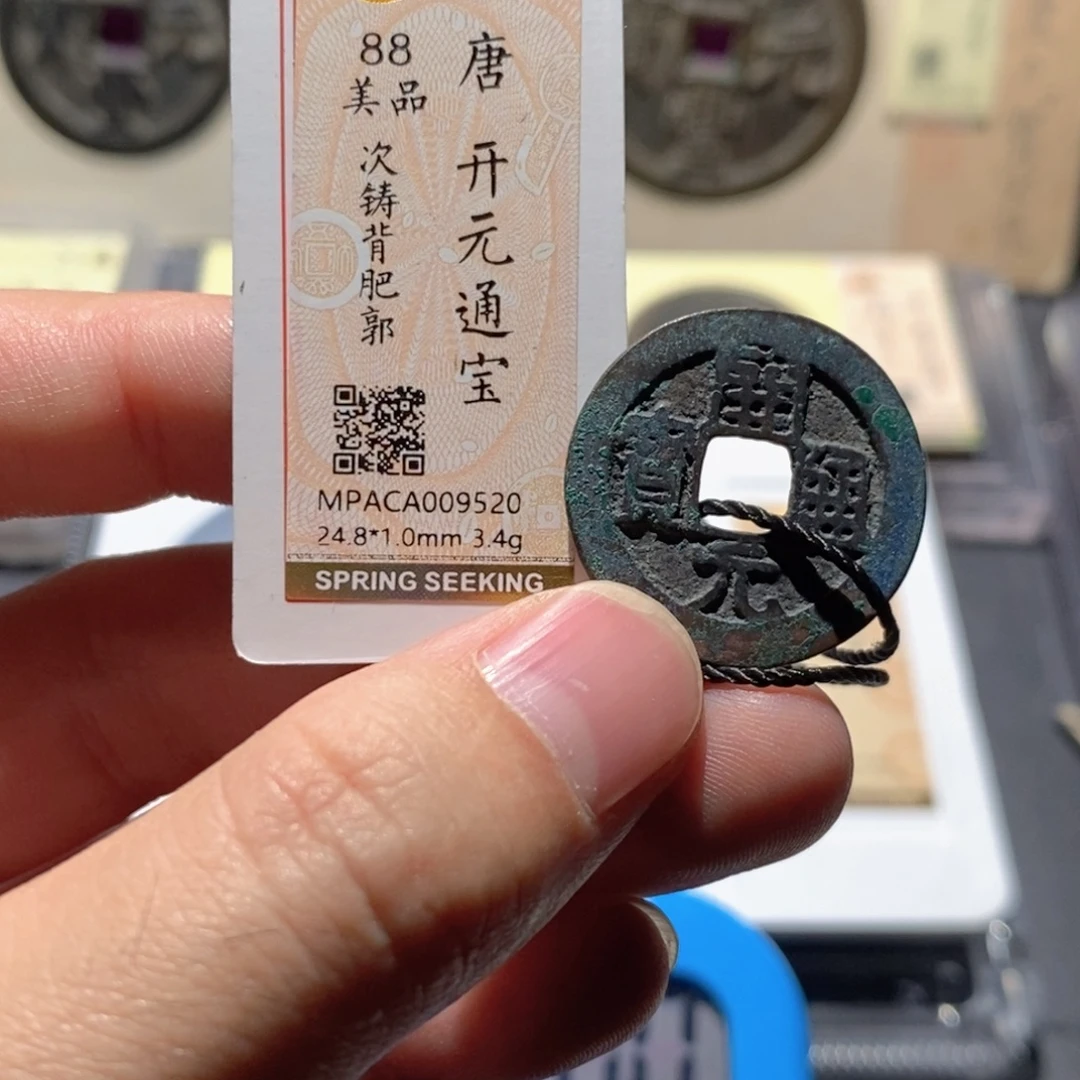 唐 开元通宝
88
美品
次铸背肥郭
MPACA009520
24.8*1.0mm 3.4g
SPRING SEEKING
開元通寶